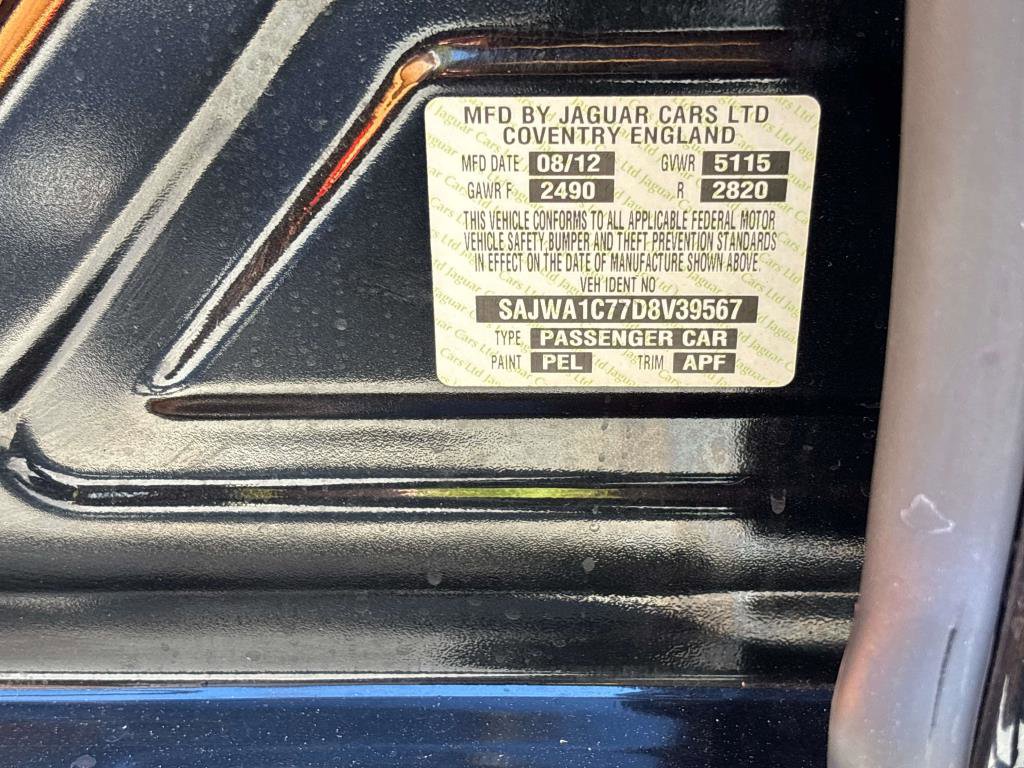 MFD BY JAGUAR CARS LTD
COVENTRY ENGLAND
MFD DATE 08/12 GVWR 5115
GAWR F 2490 R 2820
THIS VEHICLE CONFORMS TO ALL APPLICABLE FEDERAL MOTOR
VEHICLE SAFETY,BUMPER AND THEFT PREVENTION STANDARDS
IN EFFECT ON THE DATE OF MANUFACTURE SHOWN ABOVE.
VEH IDENT NO
SAJWA1C77D8V39567
TYPE PASSENGER CAR
PAINT PEL TRIM APF